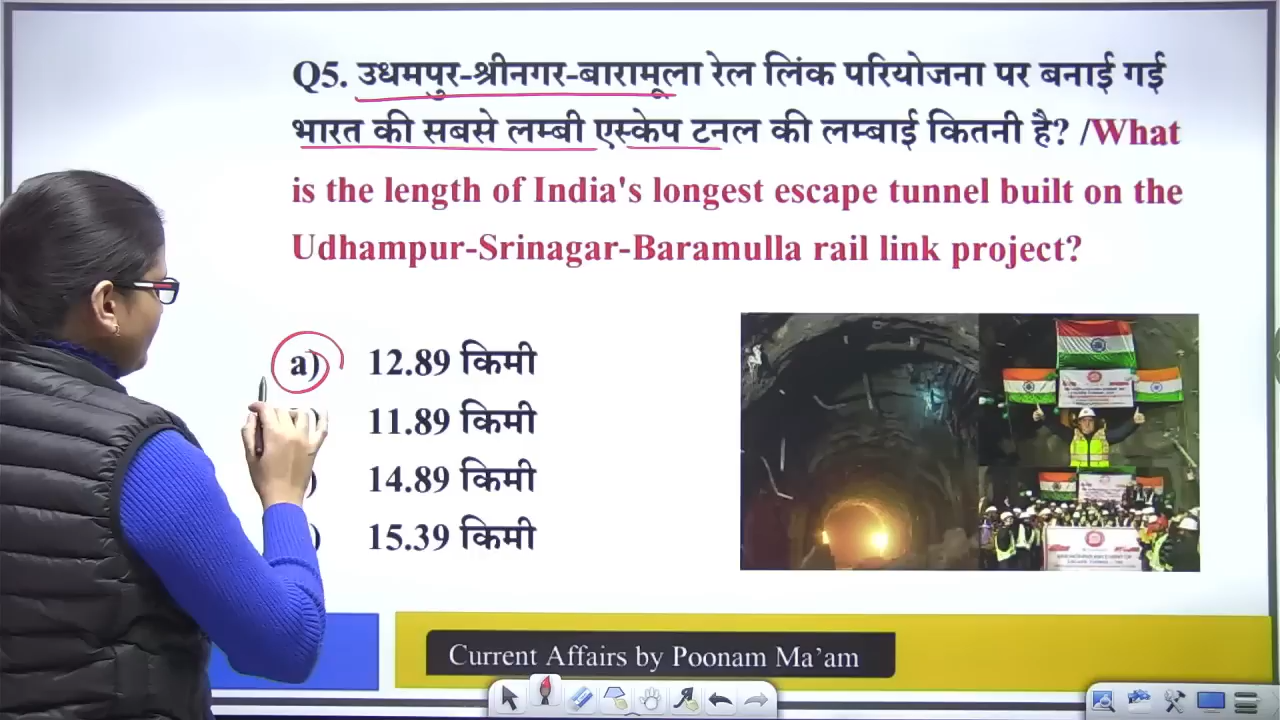 Q5. उधमपुर-श्रीनगर-बारामूला रेल लिंक परियोजना पर बनाई गई
भारत की सबसे लम्बी एस्केप टनल की लम्बाई कितनी है? /What
is the length of India's longest escape tunnel built on the
Udhampur-Srinagar-Baramulla rail link project?
a) 12.89 किमी
11.89 किमी
) 14.89 किमी
) 15.39 किमी
Current Affairs by Poonam Ma’am